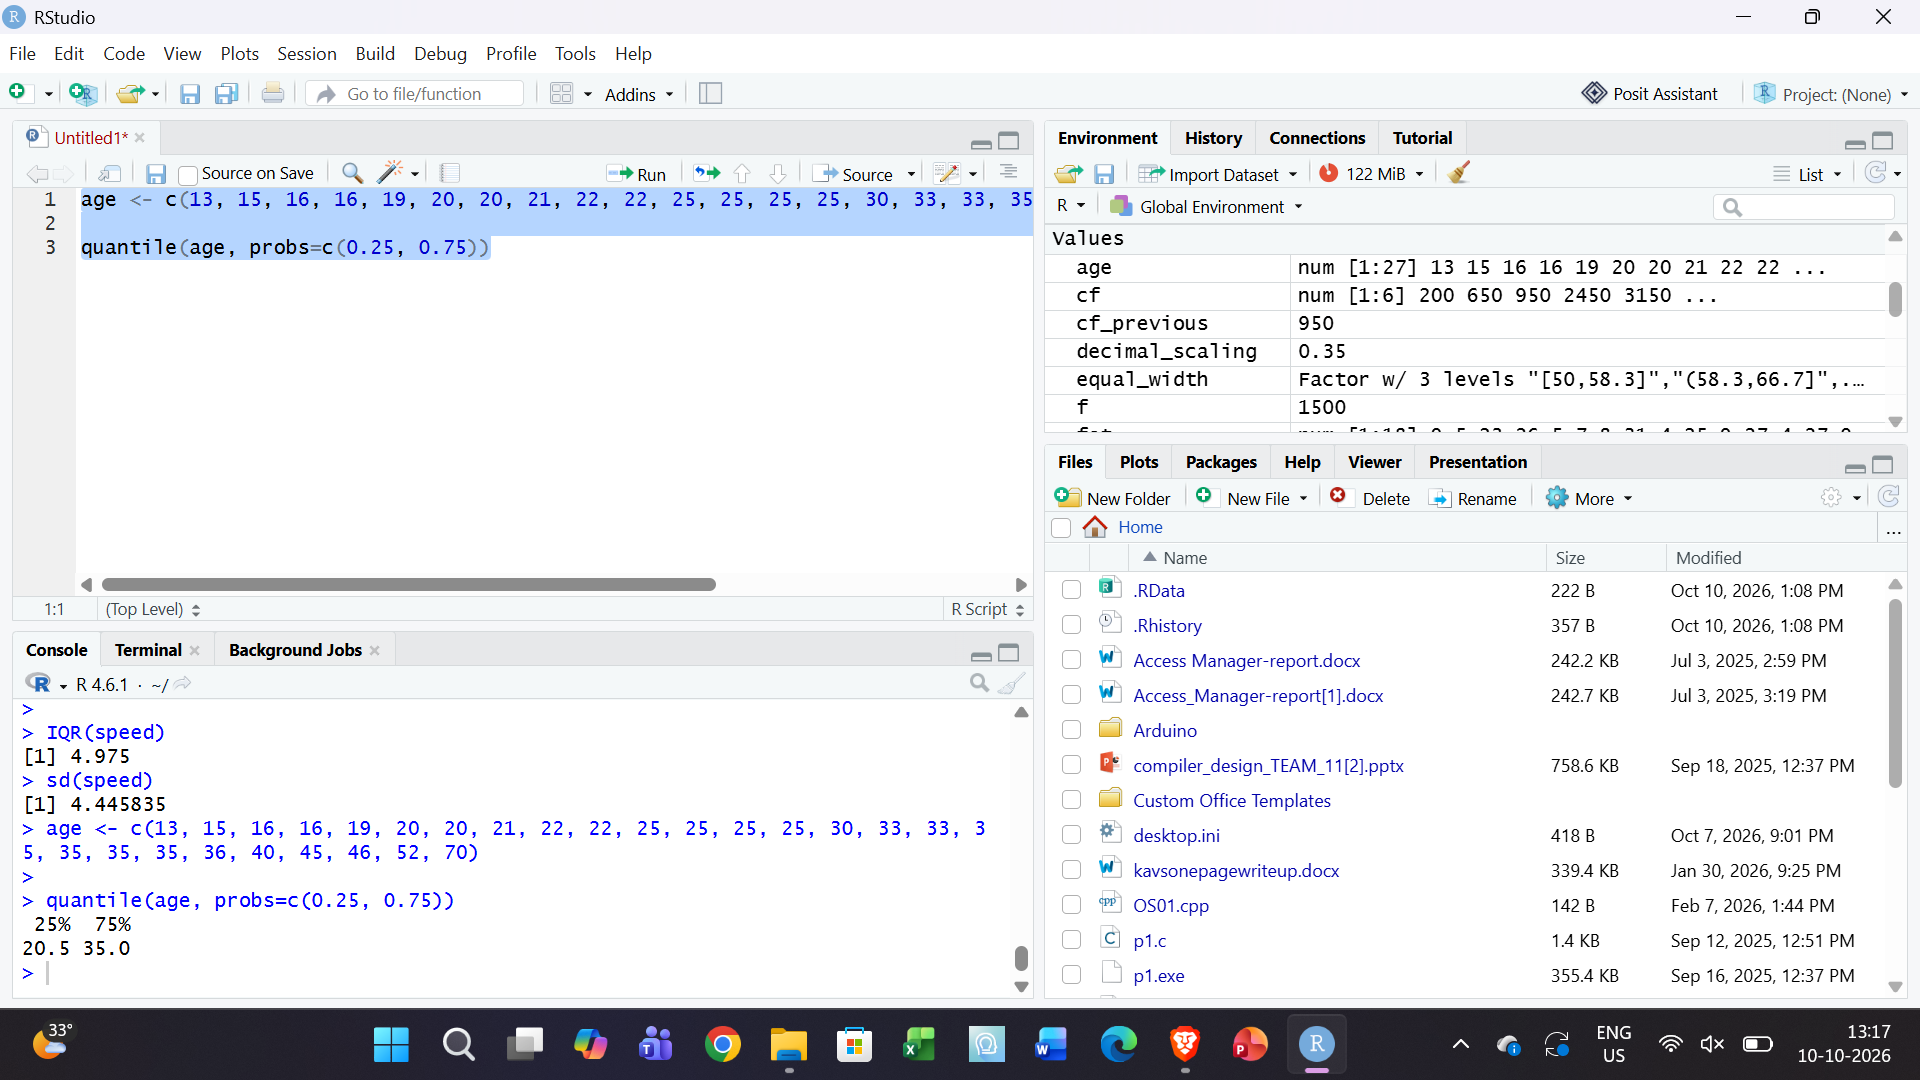 RStudio
File Edit Code View Plots Session Build Debug Profile Tools Help
Go to file/function Addins Posit Assistant Project: (None)
Untitled1*
Source on Save Run Source
1 age <- c(13, 15, 16, 16, 19, 20, 20, 21, 22, 22, 25, 25, 25, 25, 30, 33, 33, 35
2
3 quantile(age, probs=c(0.25, 0.75))
1:1 (Top Level) R Script
Console Terminal Background Jobs
R 4.6.1 · ~/
>
> IQR(speed)
[1] 4.975
> sd(speed)
[1] 4.445835
> age <- c(13, 15, 16, 16, 19, 20, 20, 21, 22, 22, 25, 25, 25, 25, 30, 33, 33, 3
5, 35, 35, 35, 36, 40, 45, 46, 52, 70)
>
> quantile(age, probs=c(0.25, 0.75))
25% 75%
20.5 35.0
>
Environment History Connections Tutorial
Import Dataset 122 MiB List
R Global Environment
Values
age num [1:27] 13 15 16 16 19 20 20 21 22 22 ...
cf num [1:6] 200 650 950 2450 3150 ...
cf_previous 950
decimal_scaling 0.35
equal_width Factor w/ 3 levels "[50,58.3]","(58.3,66.7]",..…
f 1500
Files Plots Packages Help Viewer Presentation
New Folder New File Delete Rename More
Home ...
Name Size Modified
.RData 222 B Oct 10, 2026, 1:08 PM
.Rhistory 357 B Oct 10, 2026, 1:08 PM
Access Manager-report.docx 242.2 KB Jul 3, 2025, 2:59 PM
Access_Manager-report[1].docx 242.7 KB Jul 3, 2025, 3:19 PM
Arduino
compiler_design_TEAM_11[2].pptx 758.6 KB Sep 18, 2025, 12:37 PM
Custom Office Templates
desktop.ini 418 B Oct 7, 2026, 9:01 PM
kavsonepagewriteup.docx 339.4 KB Jan 30, 2026, 9:25 PM
OS01.cpp 142 B Feb 7, 2026, 1:44 PM
p1.c 1.4 KB Sep 12, 2025, 12:51 PM
p1.exe 355.4 KB Sep 16, 2025, 12:37 PM
33°
ENG
US
13:17
10-10-2026